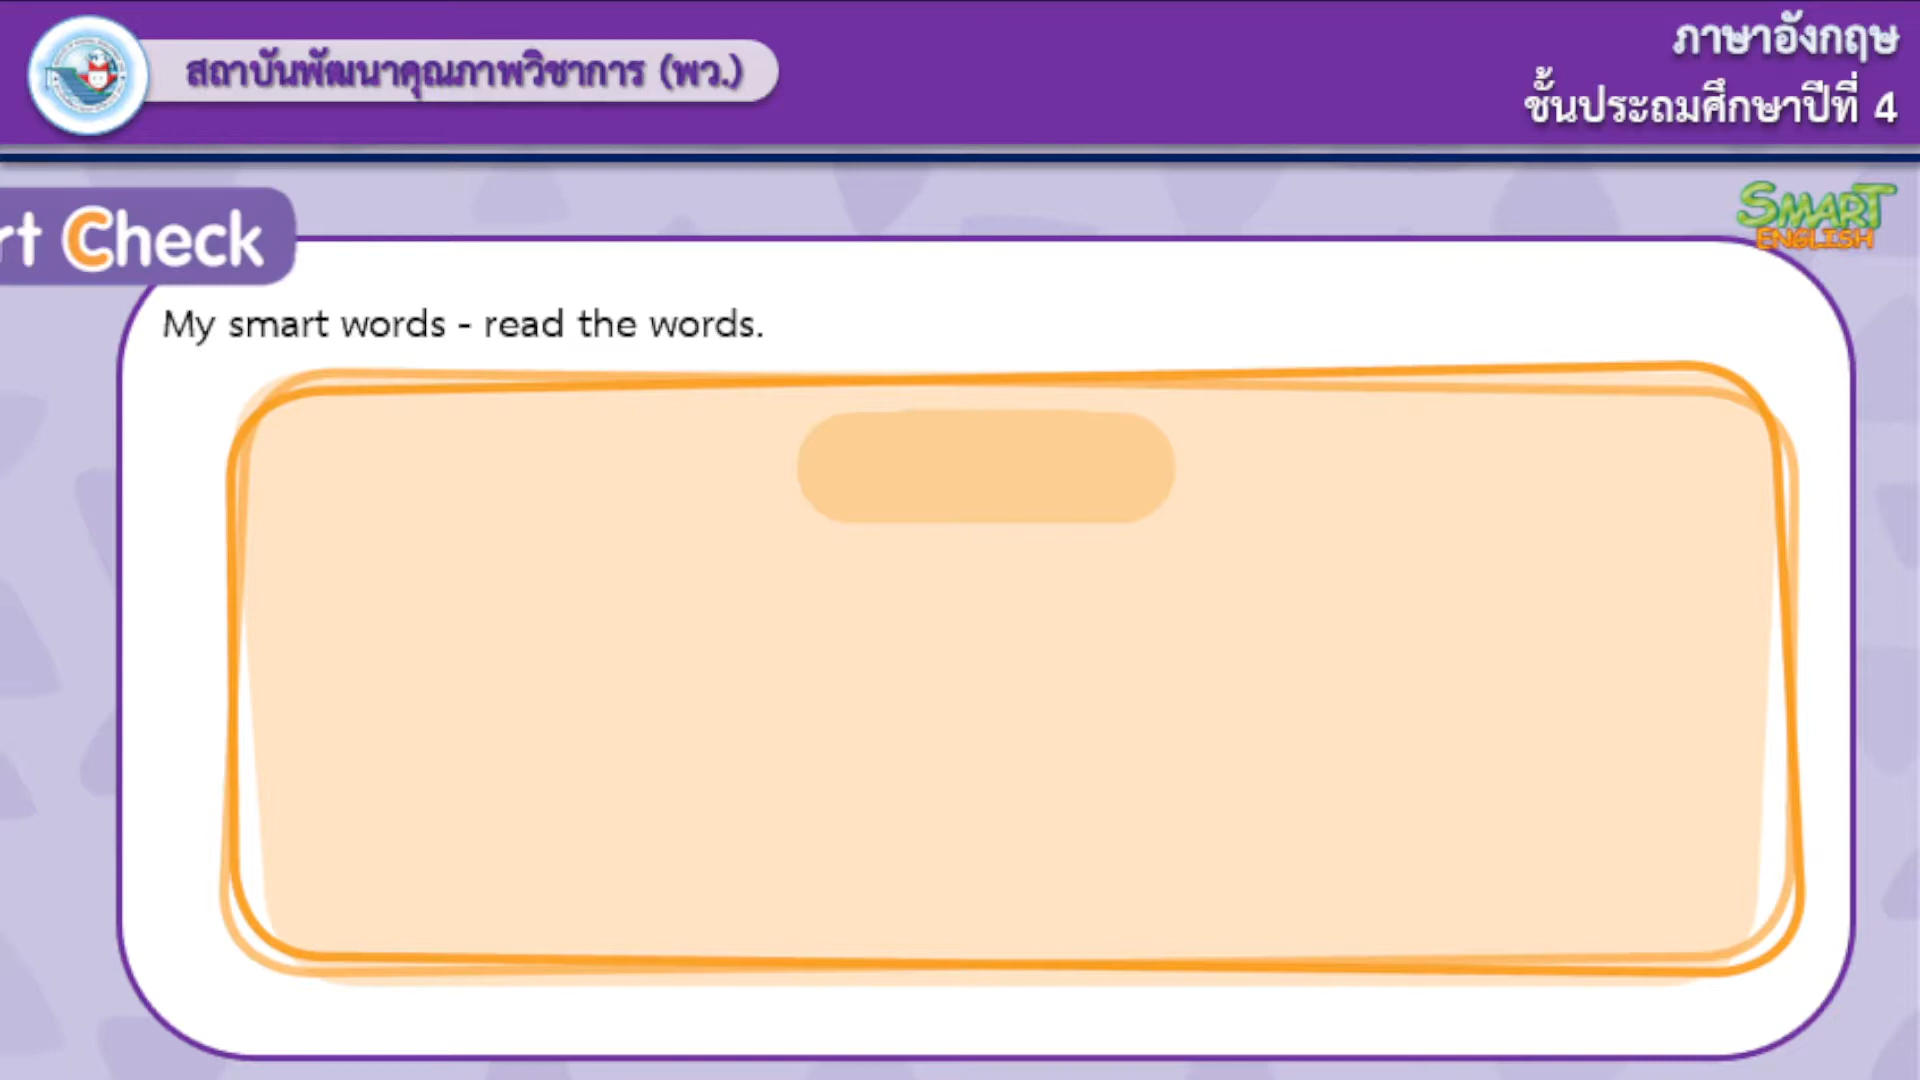 สถาบันพัฒนาคุณภาพวิชาการ (พว.)
ภาษาอังกฤษ
ชั้นประถมศึกษาปีที่ 4
rt Check
SMART
ENGLISH
My smart words - read the words.